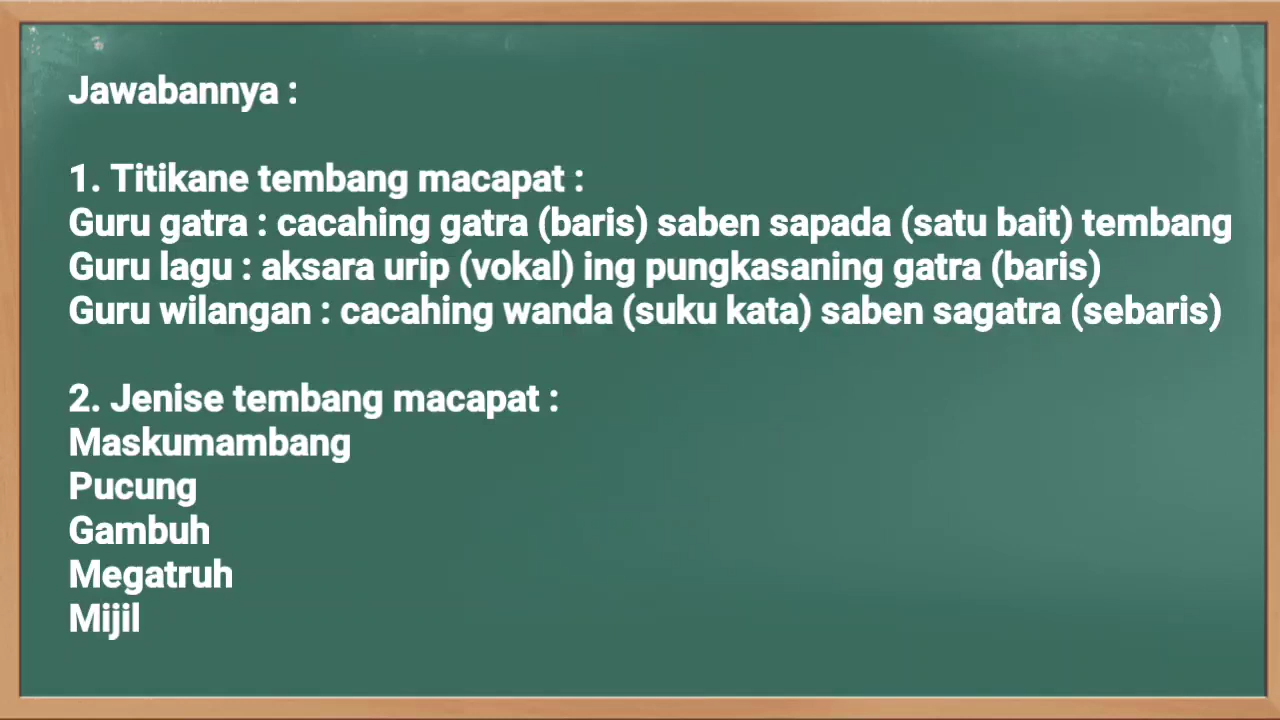 Jawabannya :
1. Titikane tembang macapat :
Guru gatra : cacahing gatra (baris) saben sapada (satu bait) tembang
Guru lagu : aksara urip (vokal) ing pungkasaning gatra (baris)
Guru wilangan : cacahing wanda (suku kata) saben sagatra (sebaris)
2. Jenise tembang macapat :
Maskumambang
Pucung
Gambuh
Megatruh
Mijil